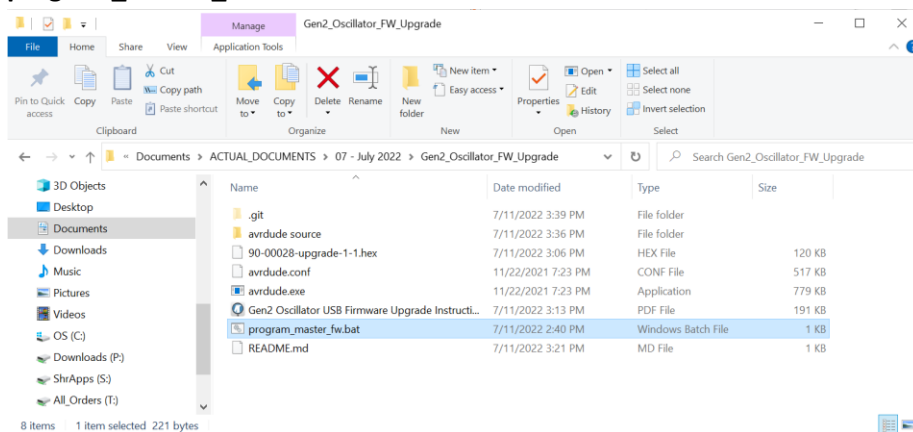 Manage Gen2_Oscillator_FW_Upgrade
File Home Share View Application Tools
Pin to Quick access
Copy
Paste
Cut
Copy path
Paste shortcut
Clipboard
Move to
Copy to
Delete
Rename
Organize
New folder
New item
Easy access
New
Properties
Open
Edit
History
Open
Select all
Select none
Invert selection
Select
« Documents > ACTUAL_DOCUMENTS > 07 - July 2022 > Gen2_Oscillator_FW_Upgrade
Search Gen2_Oscillator_FW_Upgrade
3D Objects
Desktop
Documents
Downloads
Music
Pictures
Videos
OS (C:)
Downloads (P:)
ShrApps (S:)
All_Orders (T:)
Name Date modified Type Size
.git 7/11/2022 3:39 PM File folder
avrdude source 7/11/2022 3:36 PM File folder
90-00028-upgrade-1-1.hex 7/11/2022 3:06 PM HEX File 120 KB
avrdude.conf 11/22/2021 7:23 PM CONF File 517 KB
avrdude.exe 11/22/2021 7:23 PM Application 779 KB
Gen2 Oscillator USB Firmware Upgrade Instructi... 7/11/2022 3:13 PM PDF File 191 KB
program_master_fw.bat 7/11/2022 2:40 PM Windows Batch File 1 KB
README.md 7/11/2022 3:21 PM MD File 1 KB
8 items 1 item selected 221 bytes